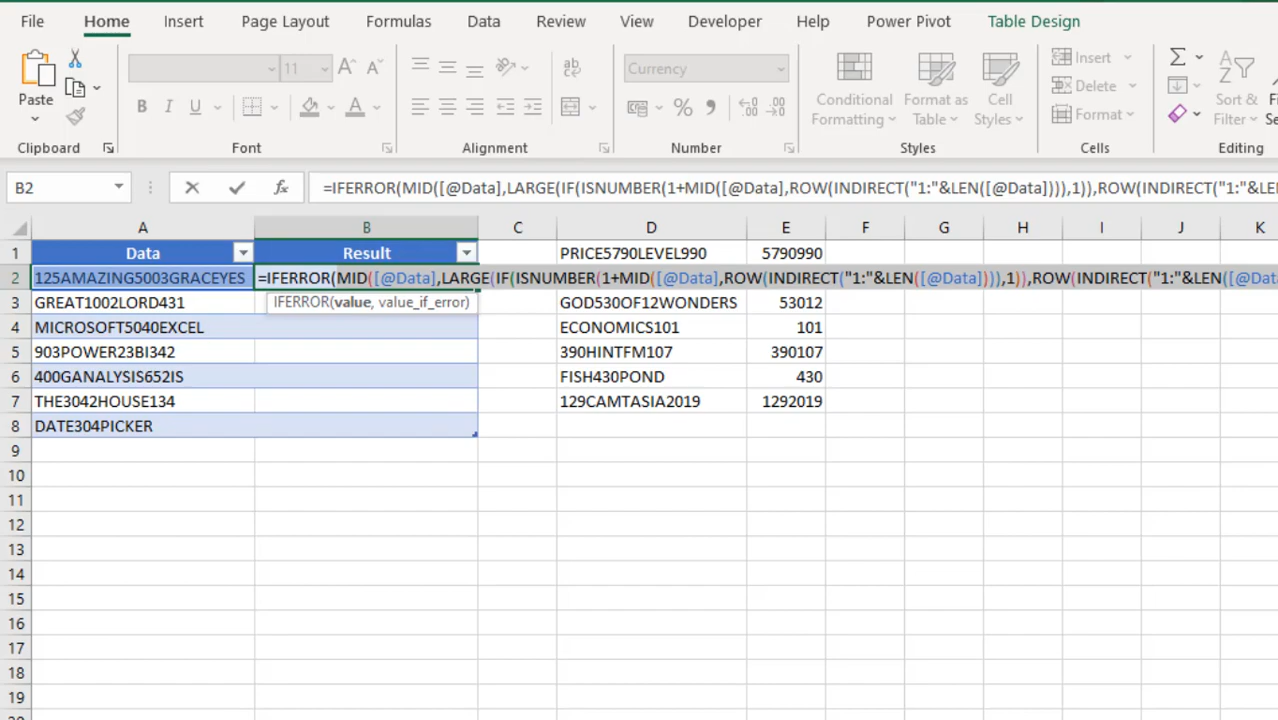 File Home Insert Page Layout Formulas Data Review View Developer Help Power Pivot Table Design
Paste
11
B I U A
ab
Currency
% 9
Conditional Formatting
Format as Table
Cell Styles
Insert
Delete
Format
Sort & Filter
Clipboard Font Alignment Number Styles Cells Editing
B2 fx =IFERROR(MID([@Data],LARGE(IF(ISNUMBER(1+MID([@Data],ROW(INDIRECT("1:"&LEN([@Data]))),1)),ROW(INDIRECT("1:"&LE
A B C D E F G H I J K
1 Data Result PRICE5790LEVEL990 5790990
2 125AMAZING5003GRACEYES =IFERROR(MID([@Data],LARGE(IF(ISNUMBER(1+MID([@Data],ROW(INDIRECT("1:"&LEN([@Data]))),1)),ROW(INDIRECT("1:"&LEN([@Data
3 GREAT1002LORD431 IFERROR(value, value_if_error) GOD530OF12WONDERS 53012
4 MICROSOFT5040EXCEL ECONOMICS101 101
5 903POWER23BI342 390HINTFM107 390107
6 400GANALYSIS652IS FISH430POND 430
7 THE3042HOUSE134 129CAMTASIA2019 1292019
8 DATE304PICKER
9
10
11
12
13
14
15
16
17
18
19